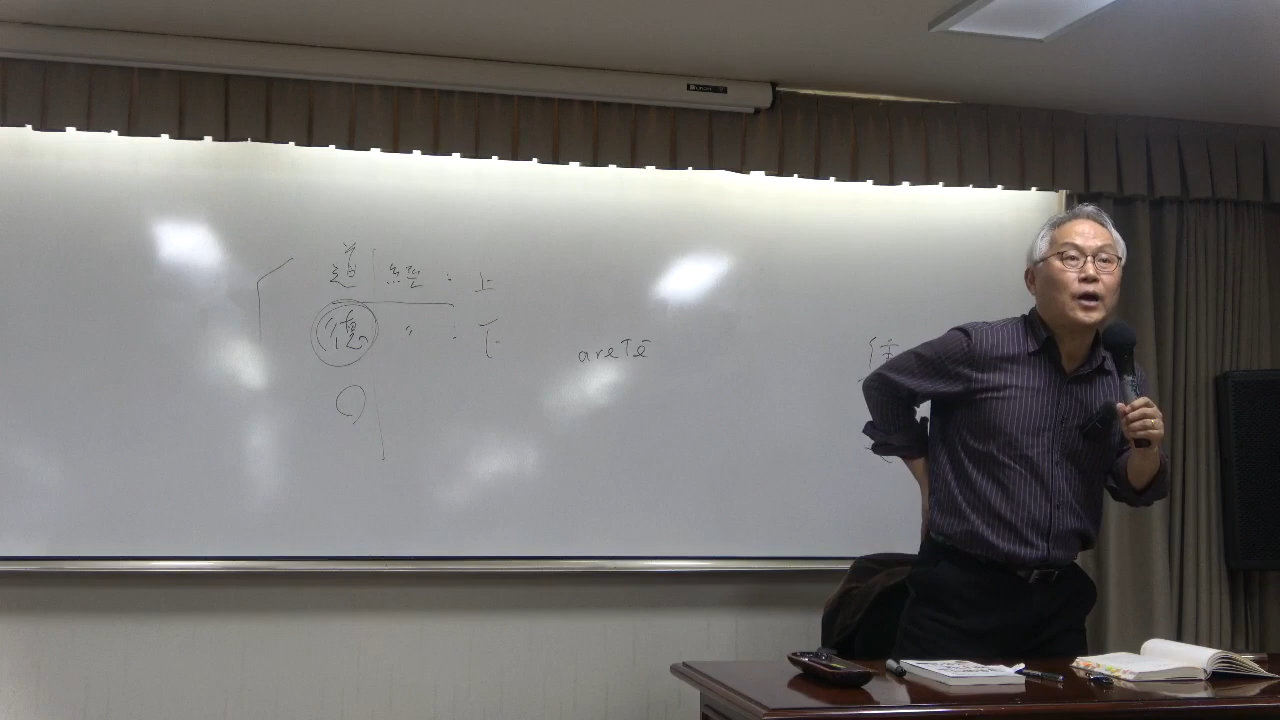 道 經 : 上
德 〃 : 下
aretē